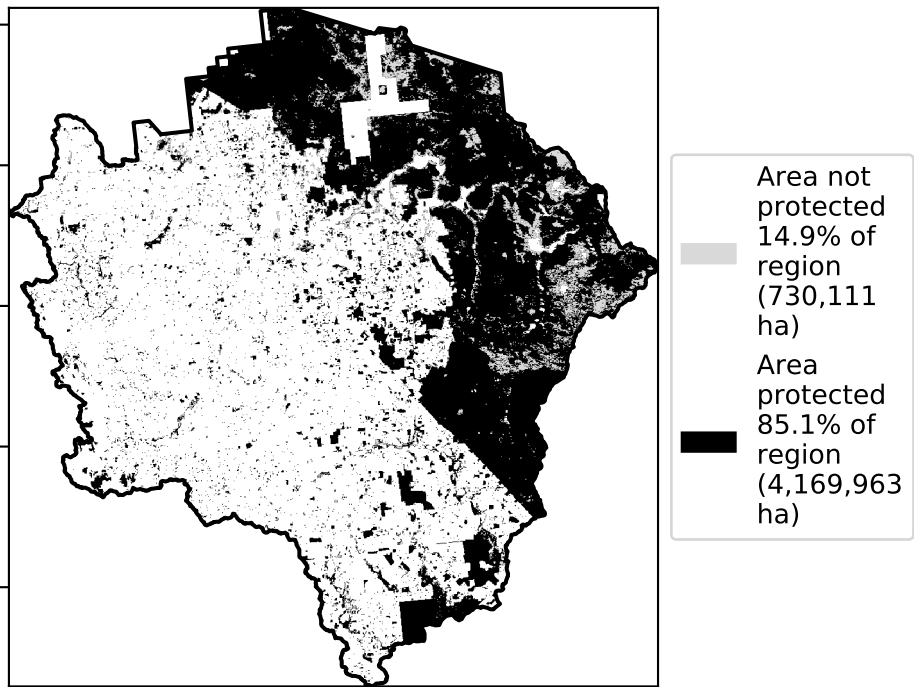 Area not
protected
14.9% of
region
(730,111
ha)
Area
protected
85.1% of
region
(4,169,963
ha)